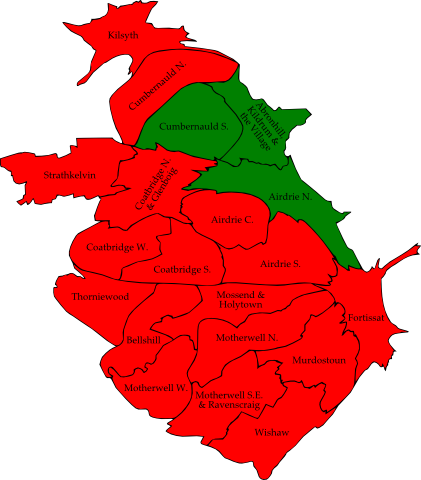 Kilsyth
Cumbernauld N.
Cumbernauld S.
Abronhill,
Kildrum &
the Village
Strathkelvin
Coatbridge N.
& Glenboig
Airdrie N.
Airdrie C.
Coatbridge W.
Coatbridge S.
Airdrie S.
Thorniewood
Mossend &
Holytown
Fortissat
Bellshill
Motherwell N.
Murdostoun
Motherwell W.
Motherwell S.E.
& Ravenscraig
Wishaw